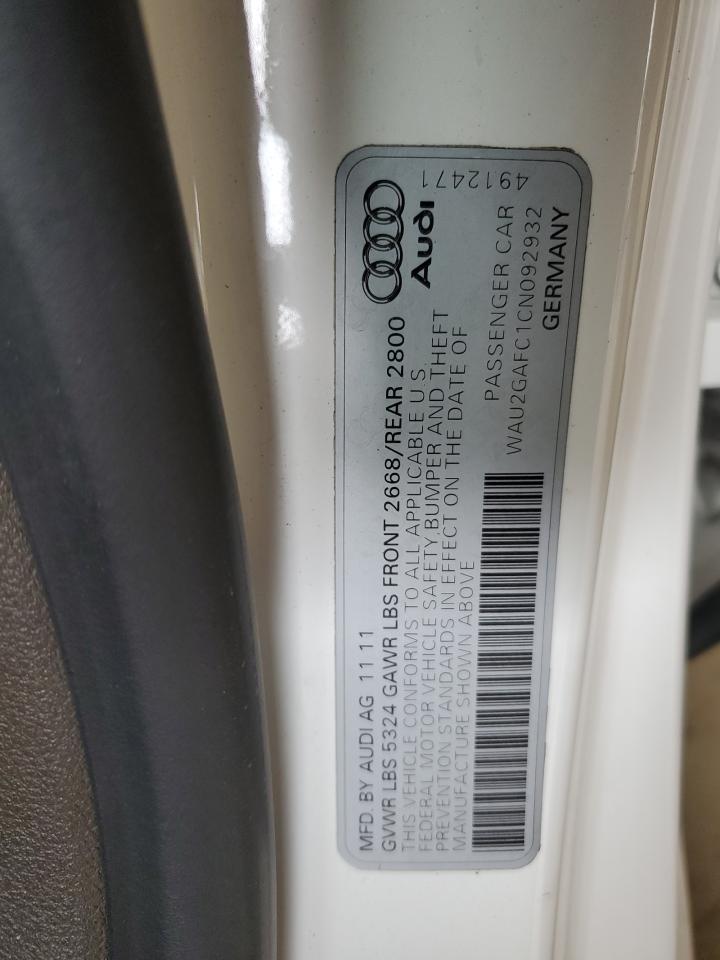 MFD. BY AUDI AG 11 11
GVWR LBS 5324 GAWR LBS FRONT 2668/REAR 2800
THIS VEHICLE CONFORMS TO ALL APPLICABLE U S
FEDERAL MOTOR VEHICLE SAFETY, BUMPER AND THEFT
PREVENTION STANDARDS IN EFFECT ON THE DATE OF
MANUFACTURE SHOWN ABOVE
Audi
4912471
PASSENGER CAR
WAU2GAFC1CN092932
GERMANY